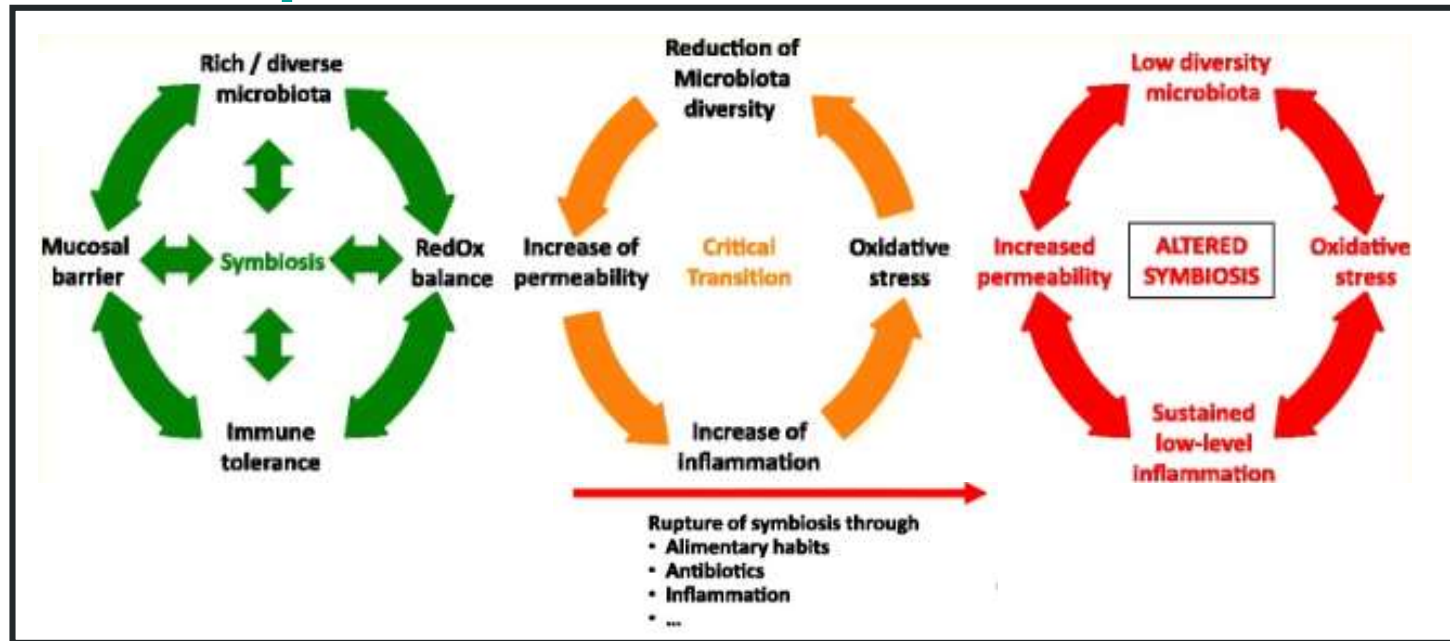 Rich / diverse
microbiota
Mucosal
barrier
Symbiosis
RedOx
balance
Immune
tolerance
Reduction of
Microbiota
diversity
Increase of
permeability
Critical
Transition
Oxidative
stress
Increase of
inflammation
Low diversity
microbiota
Increased
permeability
ALTERED
SYMBIOSIS
Oxidative
stress
Sustained
low-level
inflammation
Rupture of symbiosis through
• Alimentary habits
• Antibiotics
• Inflammation
• ...